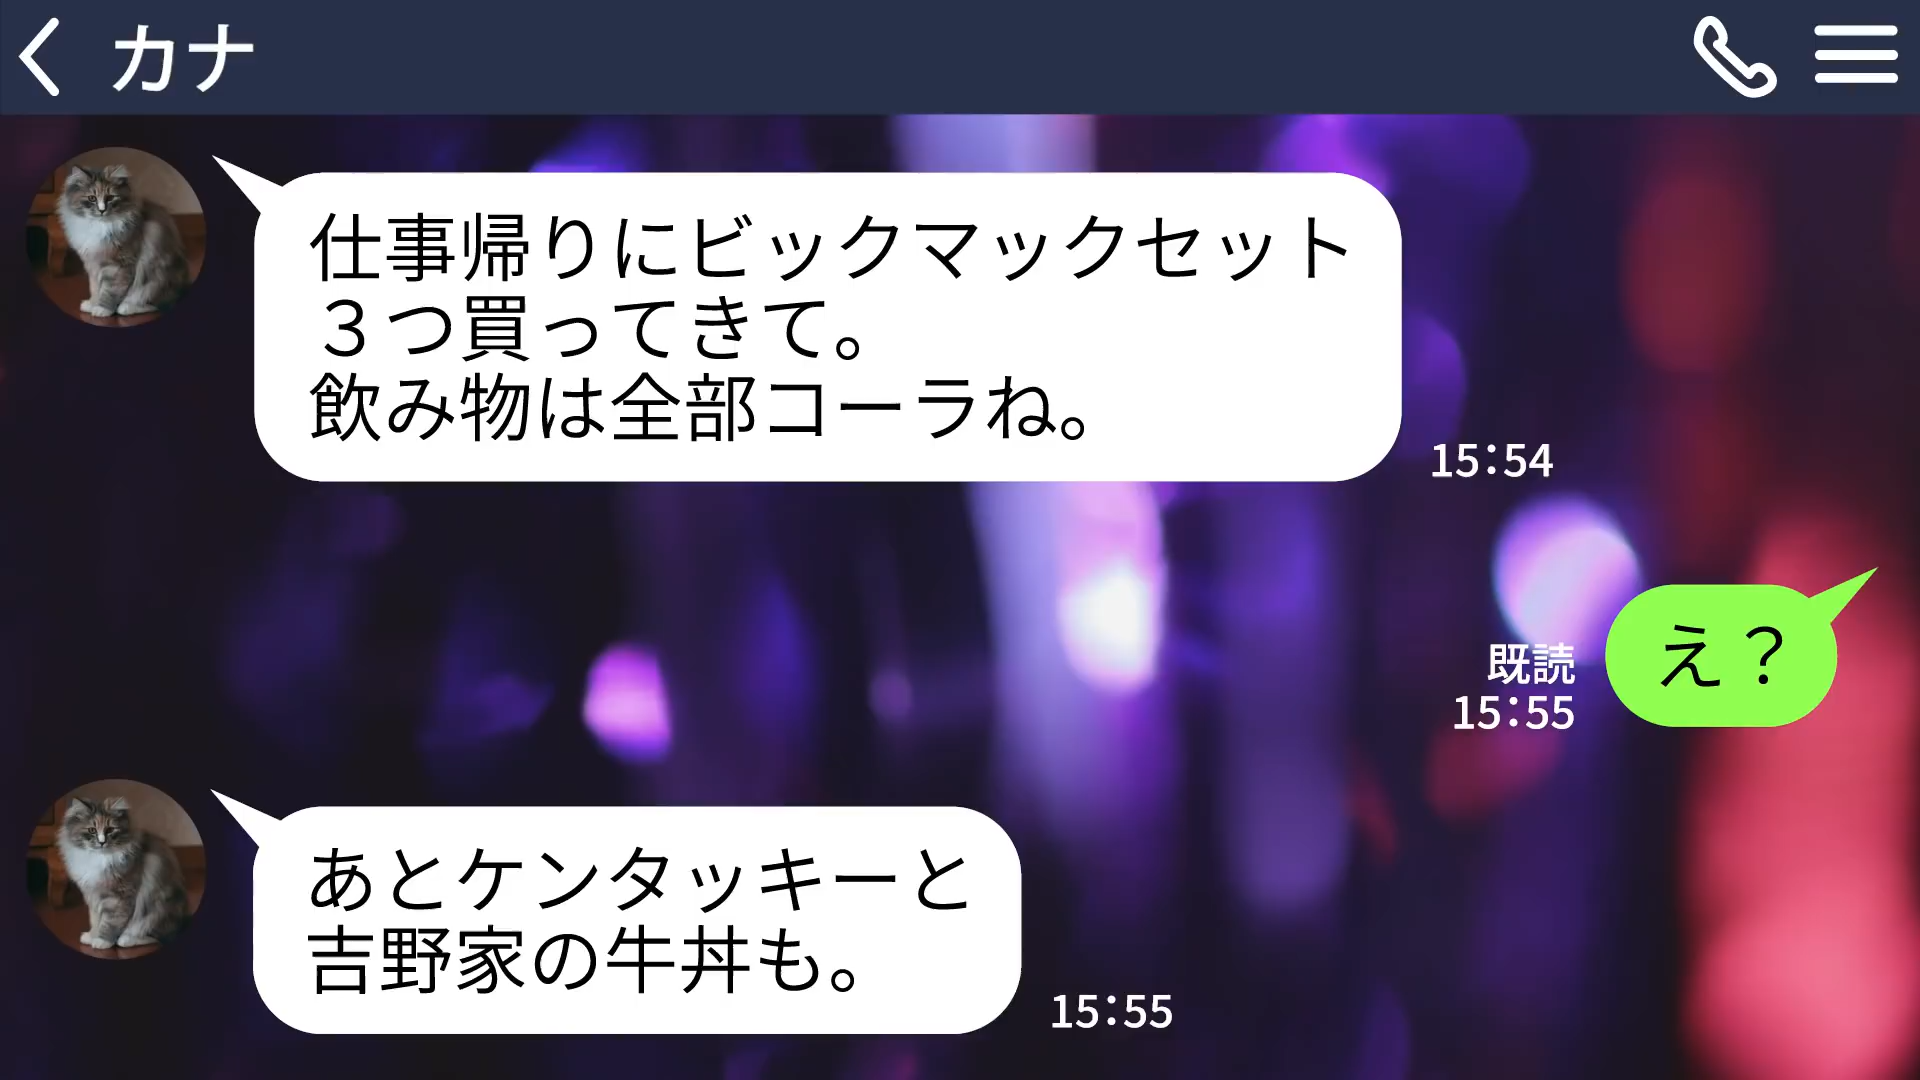 カナ
仕事帰りにビックマックセット
３つ買ってきて。
飲み物は全部コーラね。
15:54
え？
既読
15:55
あとケンタッキーと
吉野家の牛丼も。
15:55